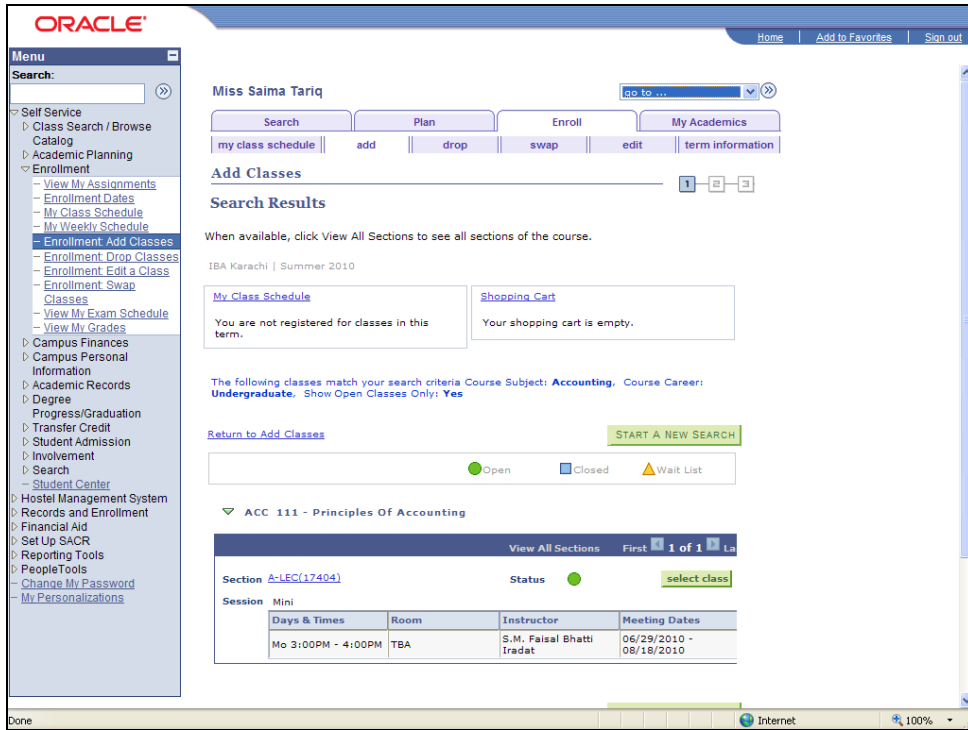 ORACLE'
Home Add to Favorites Sign out
Menu
Search:
Self Service
Class Search / Browse
Catalog
Academic Planning
Enrollment
View My Assignments
Enrollment Dates
My Class Schedule
My Weekly Schedule
Enrollment: Add Classes
Enrollment: Drop Classes
Enrollment: Edit a Class
Enrollment: Swap
Classes
View My Exam Schedule
View My Grades
Campus Finances
Campus Personal
Information
Academic Records
Degree
Progress/Graduation
Transfer Credit
Student Admission
Involvement
Search
Student Center
Hostel Management System
Records and Enrollment
Financial Aid
Set Up SACR
Reporting Tools
PeopleTools
Change My Password
My Personalizations
Miss Saima Tariq
go to ...
Search Plan Enroll My Academics
my class schedule add drop swap edit term information
Add Classes
1 2 3
Search Results
When available, click View All Sections to see all sections of the course.
IBA Karachi | Summer 2010
My Class Schedule
You are not registered for classes in this
term.
Shopping Cart
Your shopping cart is empty.
The following classes match your search criteria Course Subject: Accounting, Course Career:
Undergraduate, Show Open Classes Only: Yes
Return to Add Classes START A NEW SEARCH
Open Closed Wait List
ACC 111 - Principles Of Accounting
View All Sections First 1 of 1 La
Section A-LEC(17404) Status select class
Session Mini
Days & Times Room Instructor Meeting Dates
Mo 3:00PM - 4:00PM TBA S.M. Faisal Bhatti 06/29/2010 -
Iradat 08/18/2010
Done Internet 100%